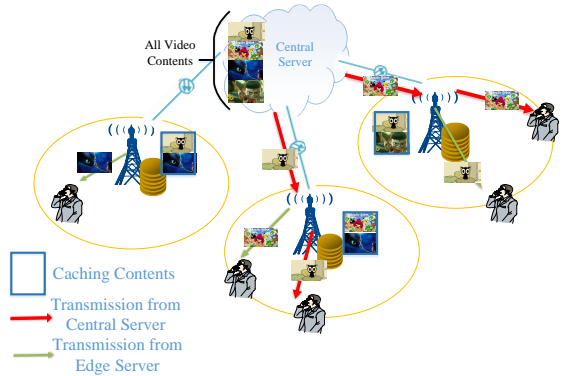 All Video
Contents
Central
Server
Caching Contents
Transmission from
Central Server
Transmission from
Edge Server